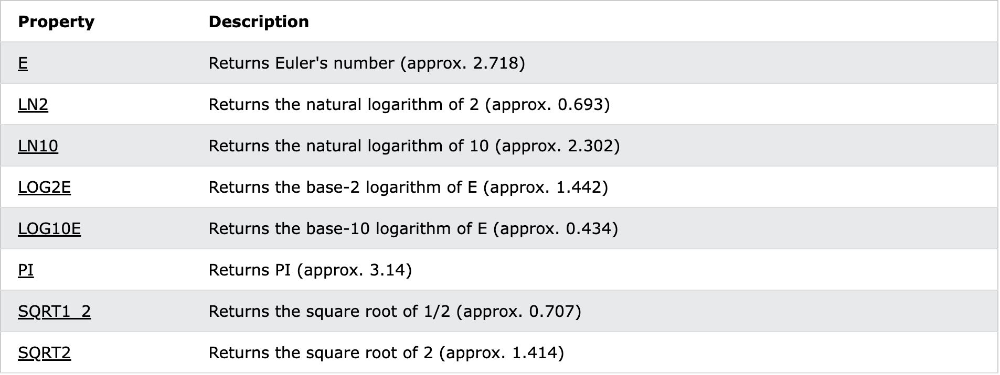 Property Description
E Returns Euler's number (approx. 2.718)
LN2 Returns the natural logarithm of 2 (approx. 0.693)
LN10 Returns the natural logarithm of 10 (approx. 2.302)
LOG2E Returns the base-2 logarithm of E (approx. 1.442)
LOG10E Returns the base-10 logarithm of E (approx. 0.434)
PI Returns PI (approx. 3.14)
SQRT1_2 Returns the square root of 1/2 (approx. 0.707)
SQRT2 Returns the square root of 2 (approx. 1.414)